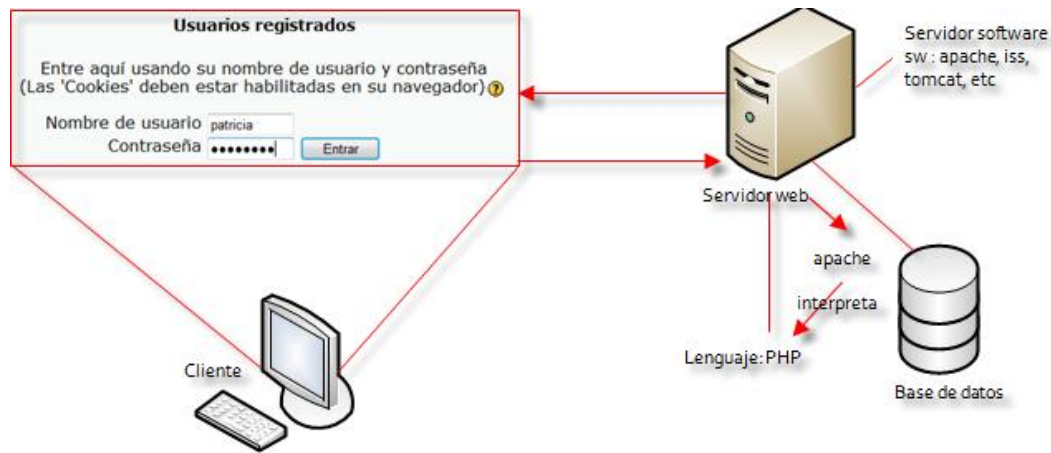 Usuarios registrados
Entre aquí usando su nombre de usuario y contraseña
(Las 'Cookies' deben estar habilitadas en su navegador) ?
Nombre de usuario patricia
Contraseña ••••••••
Entrar
Servidor software
sw : apache, iss,
tomcat, etc
Servidor web
apache
interpreta
Lenguaje:PHP
Base de datos
Cliente